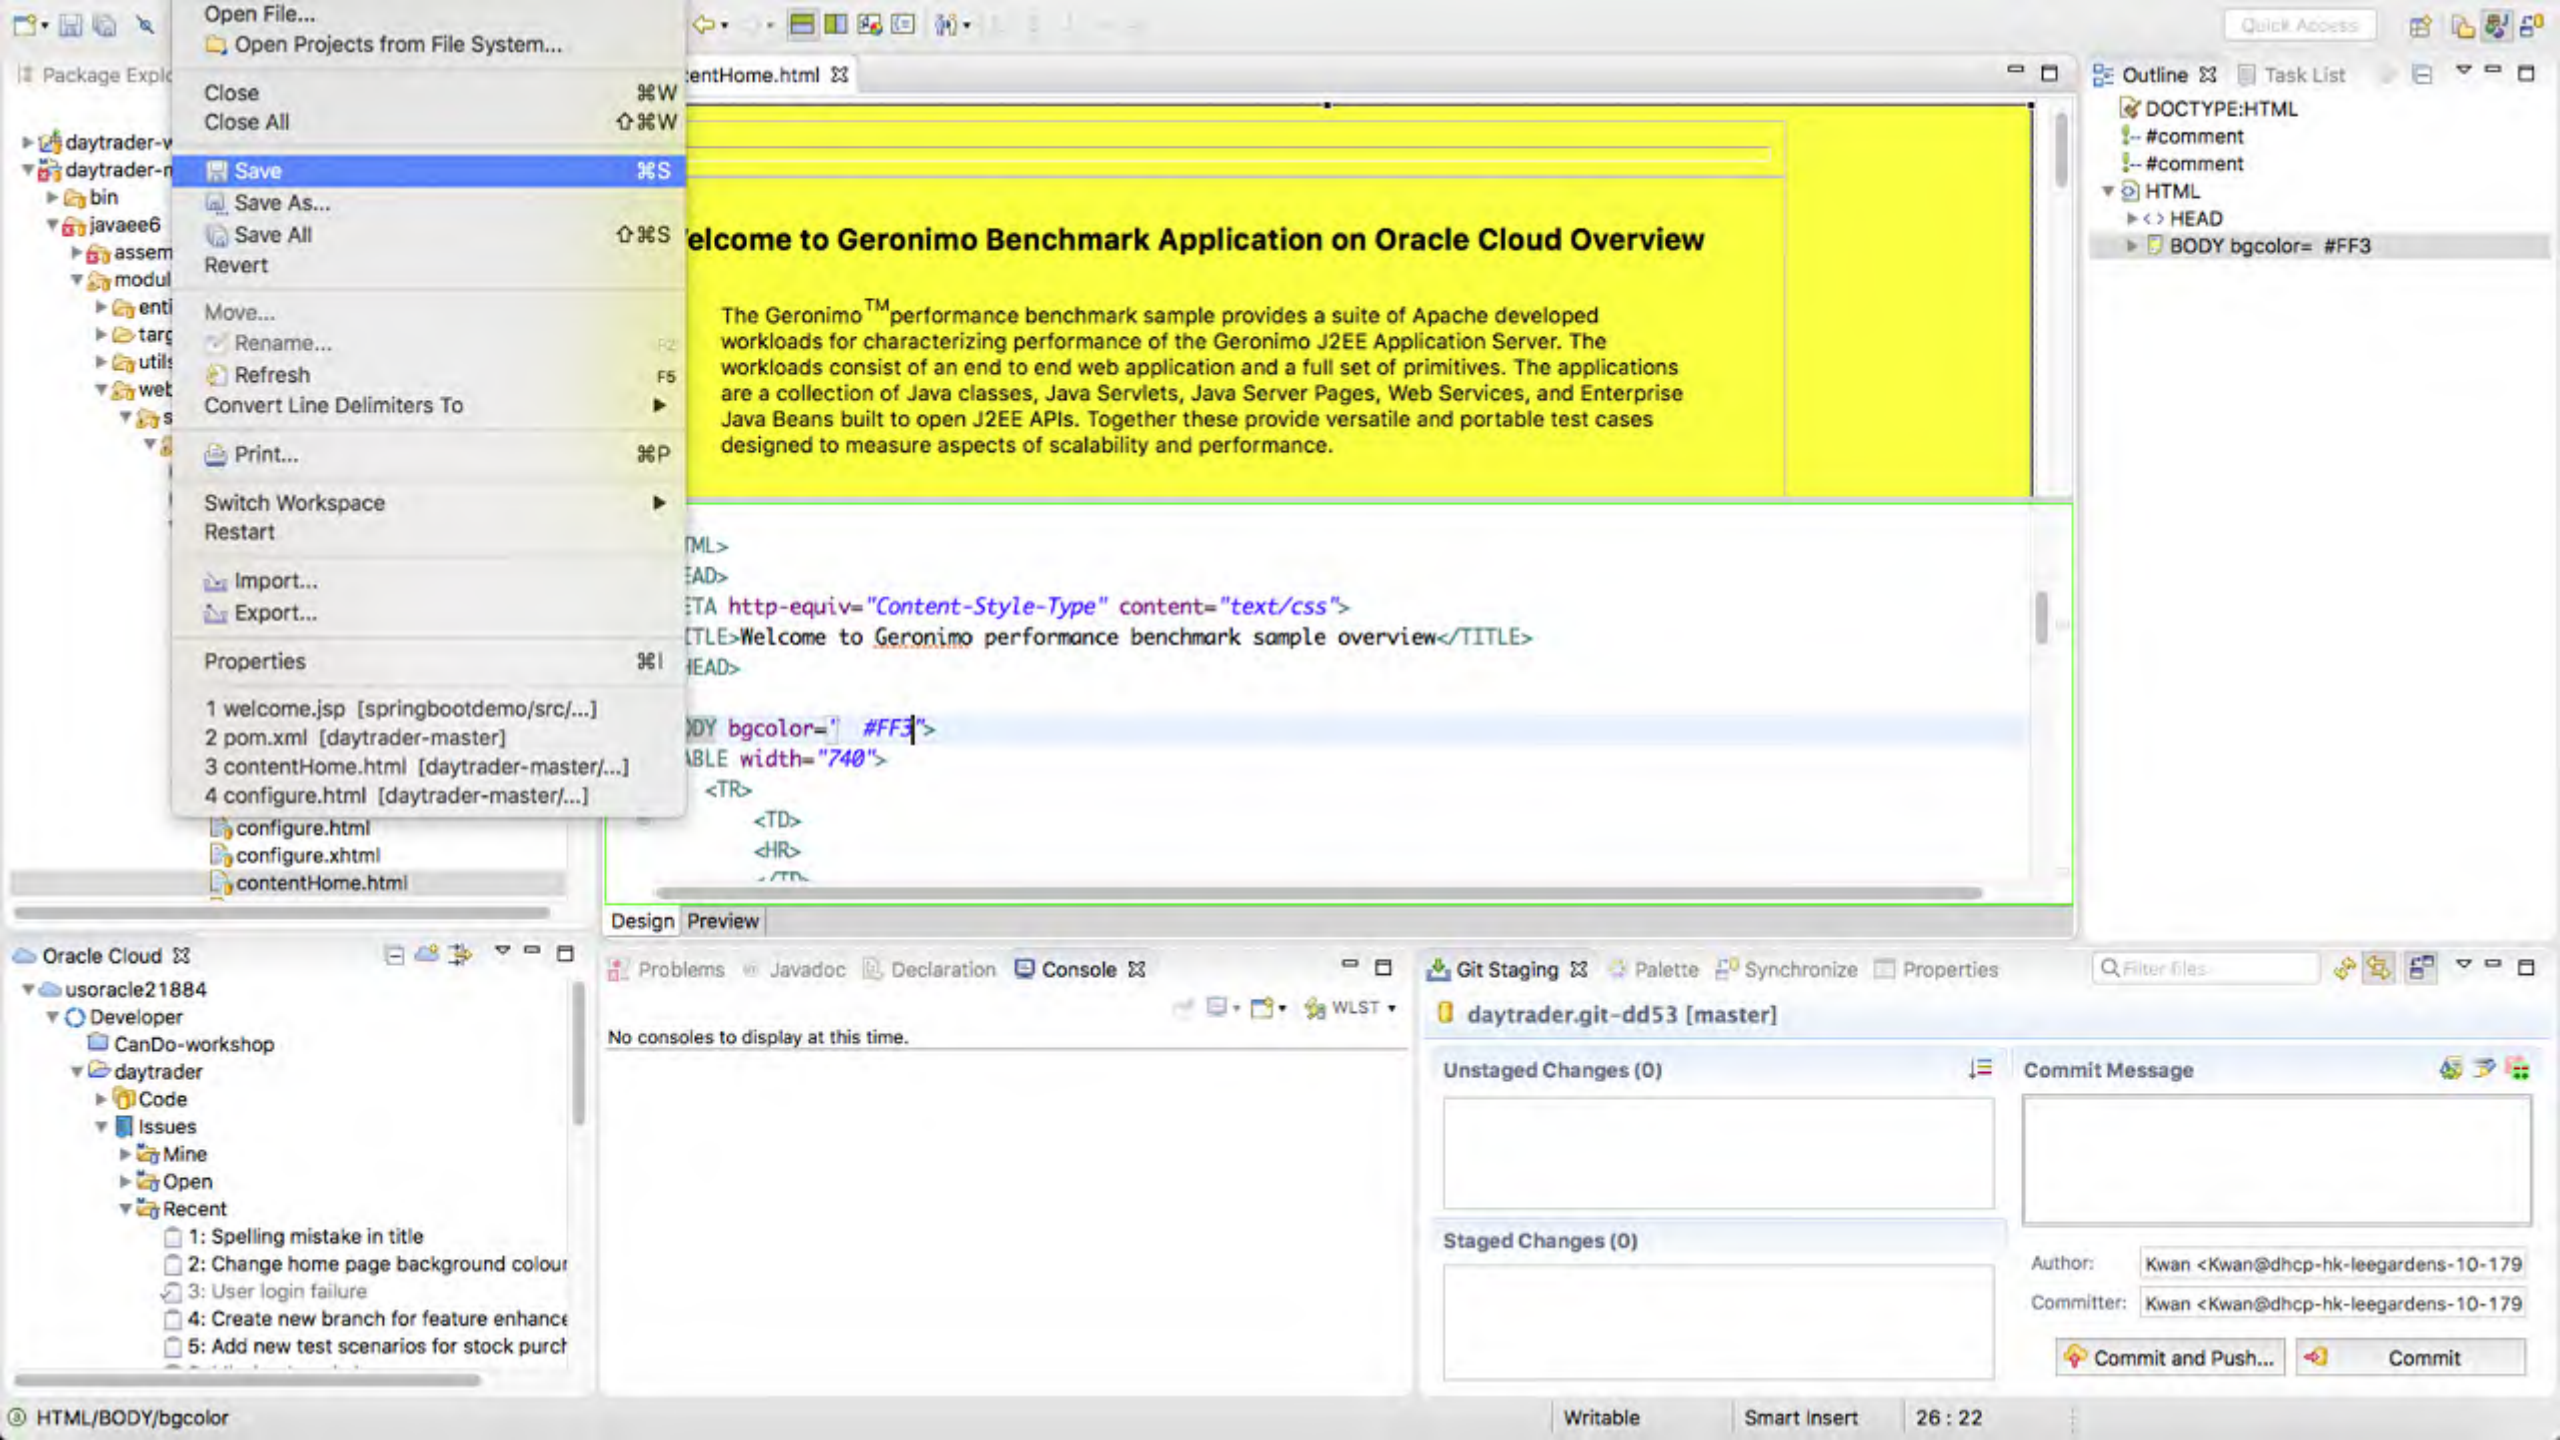 Open File...
Open Projects from File System...
Close ⌘W
Close All ⇧⌘W
Save ⌘S
Save As...
Save All ⇧⌘S
Revert
Move...
Rename... F2
Refresh F5
Convert Line Delimiters To
Print... ⌘P
Switch Workspace
Restart
Import...
Export...
Properties ⌘I
1 welcome.jsp [springbootdemo/src/...]
2 pom.xml [daytrader-master]
3 contentHome.html [daytrader-master/...]
4 configure.html [daytrader-master/...]
Quick Access
Package Explo
daytrader-w
daytrader-m
bin
javaee6
assem
modul
enti
targ
utils
web
s
configure.html
configure.xhtml
contentHome.html
entHome.html
elcome to Geronimo Benchmark Application on Oracle Cloud Overview
The Geronimo™performance benchmark sample provides a suite of Apache developed
workloads for characterizing performance of the Geronimo J2EE Application Server. The
workloads consist of an end to end web application and a full set of primitives. The applications
are a collection of Java classes, Java Servlets, Java Server Pages, Web Services, and Enterprise
Java Beans built to open J2EE APIs. Together these provide versatile and portable test cases
designed to measure aspects of scalability and performance.
TML>
EAD>
ETA http-equiv="Content-Style-Type" content="text/css">
ITLE>Welcome to Geronimo performance benchmark sample overview</TITLE>
HEAD>
ODY bgcolor="  #FF3">
ABLE width="740">
<TR>
<TD>
<HR>
</TD>
Design Preview
Outline Task List
DOCTYPE:HTML
#comment
#comment
HTML
HEAD
BODY bgcolor= #FF3
Oracle Cloud
usoracle21884
Developer
CanDo-workshop
daytrader
Code
Issues
Mine
Open
Recent
1: Spelling mistake in title
2: Change home page background colour
3: User login failure
4: Create new branch for feature enhance
5: Add new test scenarios for stock purch
Problems Javadoc Declaration Console
WLST
No consoles to display at this time.
Git Staging Palette Synchronize Properties
Filter files
daytrader.git-dd53 [master]
Unstaged Changes (0)
Staged Changes (0)
Commit Message
Author: Kwan <Kwan@dhcp-hk-leegardens-10-179
Committer: Kwan <Kwan@dhcp-hk-leegardens-10-179
Commit and Push... Commit
HTML/BODY/bgcolor
Writable Smart Insert 26 : 22